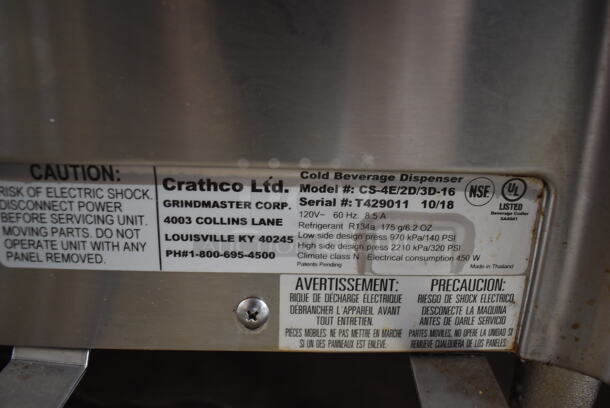 CAUTION:
RISK OF ELECTRIC SHOCK.
DISCONNECT POWER
BEFORE SERVICING UNIT.
MOVING PARTS. DO NOT
OPERATE UNIT WITH ANY
PANEL REMOVED.
Crathco Ltd.
GRINDMASTER CORP.
4003 COLLINS LANE
LOUISVILLE KY 40245
PH#1-800-695-4500
Cold Beverage Dispenser
Model #: CS-4E/2D/3D-16
Serial #: T429011 10/18
120V~ 60 Hz. 8.5 A
Refrigerant R134a 175 g/6.2 OZ
Low side design press 970 kPa/140 PSI
High side design press 2210 kPa/320 PSI
Climate class N Electrical consumption 450 W
Patents Pending
Made in Thailand
NSF
UL
LISTED
Beverage Cooler
AVERTISSEMENT:
RIQUE DE DÉCHARGE ÉLECTRIQUE
DÉBRANCHER L'APPAREIL AVANT
TOUT ENTRETIEN.
PIÈCES MOBILES NE PAS METTRE EN MARCHE
SI UN DES PANNEAUX EST ENLEVÉ.
PRECAUCION:
RIESGO DE SHOCK ELECTRICO,
DESCONECTE LA MAQUINA
ANTES DE DARLE SERVICIO
PARTES MOVILES, NO OPERE LA UNIDAD SI
REMUEVE CUALQUIERA DE LOS PANELES.